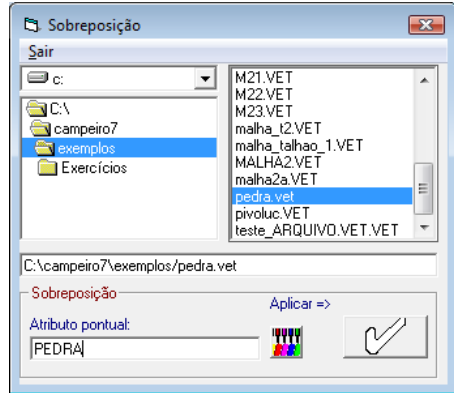 Sobreposição
Sair
c:
C:\
campeiro7
exemplos
Exercícios
M21.VET
M22.VET
M23.VET
malha_t2.VET
malha_talhao_1.VET
MALHA2.VET
malha2a.VET
pedra.vet
pivoluc.VET
teste_ARQUIVO.VET.VET
C:\campeiro7\exemplos/pedra.vet
Sobreposição
Aplicar =>
Atributo pontual:
PEDRA